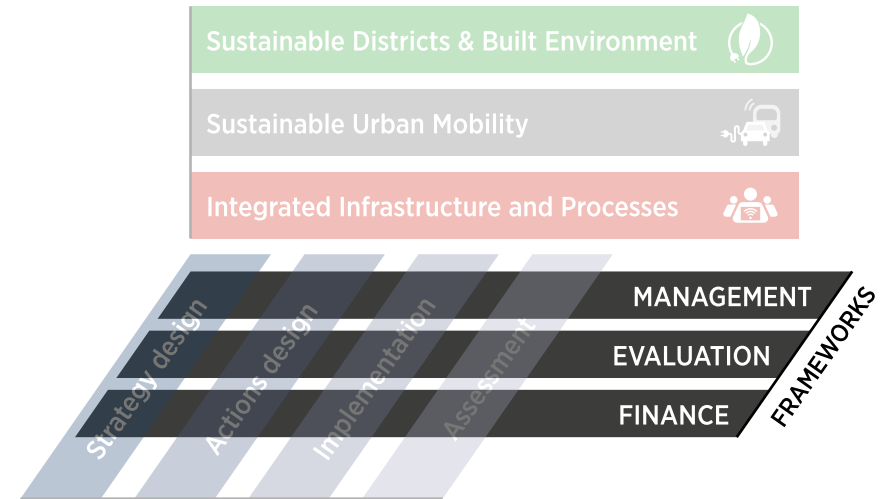 Sustainable Districts & Built Environment
Sustainable Urban Mobility
Integrated Infrastructure and Processes
MANAGEMENT
EVALUATION
FINANCE
FRAMEWORKS
Strategy design
Actions design
Implementation
Assessment